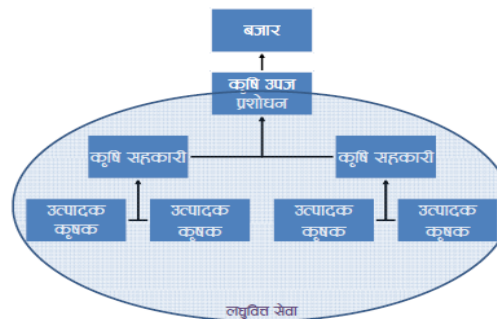 बजार
कृषि उपज
प्रशोधन
कृषि सहकारी
कृषि सहकारी
उत्पादक
कृषक
उत्पादक
कृषक
उत्पादक
कृषक
उत्पादक
कृषक
लघुवित्त सेवा